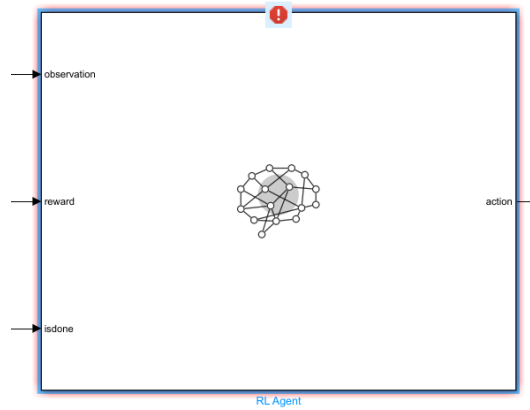 observation
reward
action
isdone
RL Agent